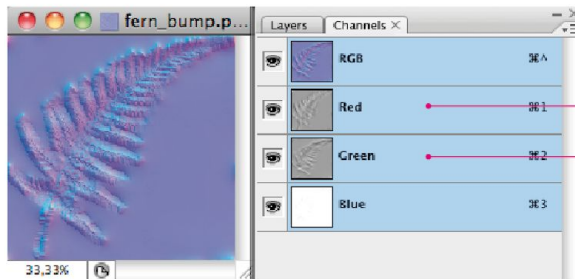 fern_bump.p...
33,33%
Layers
Channels ×
RGB ⌘^
Red ⌘1
Green ⌘2
Blue ⌘3